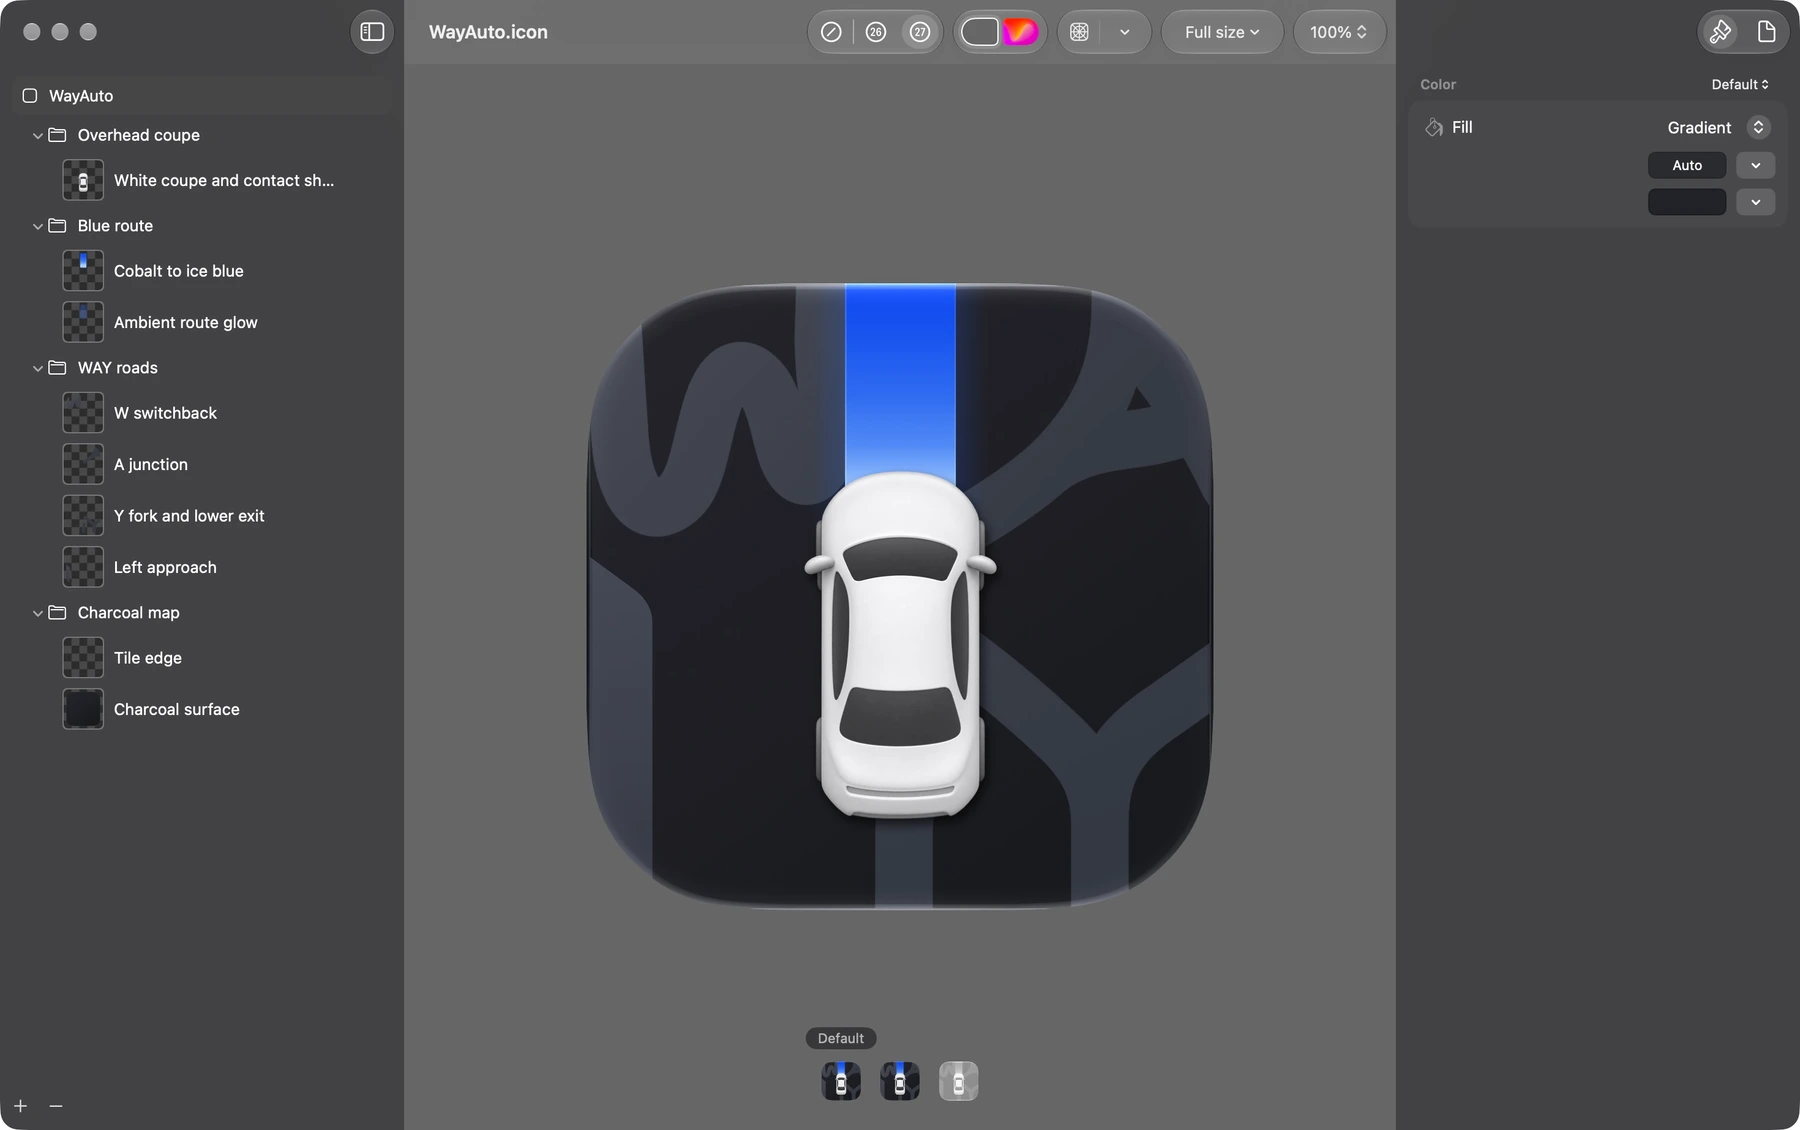 WayAuto.icon
26
27
Full size
100%
WayAuto
Overhead coupe
White coupe and contact sh...
Blue route
Cobalt to ice blue
Ambient route glow
WAY roads
W switchback
A junction
Y fork and lower exit
Left approach
Charcoal map
Tile edge
Charcoal surface
Default
Color
Default
Fill
Gradient
Auto